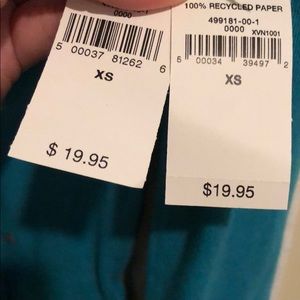 0000
5 00037 81262 6
XS
$ 19.95
100% RECYCLED PAPER
499181-00-1
0000 XVN1001
5 00034 39497 2
XS
$19.95